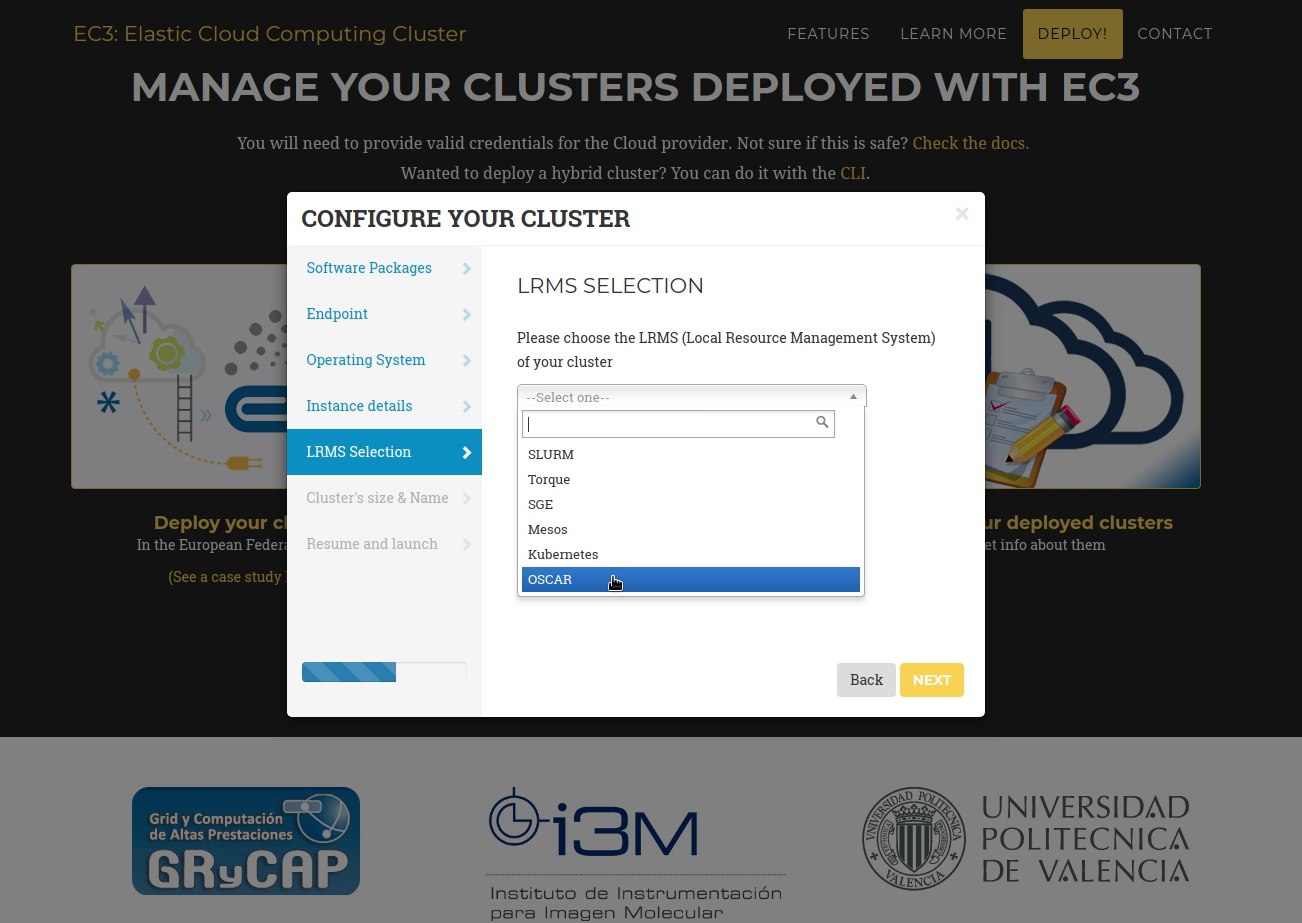 EC3: Elastic Cloud Computing Cluster
FEATURES
LEARN MORE
DEPLOY!
CONTACT
MANAGE YOUR CLUSTERS DEPLOYED WITH EC3
You will need to provide valid credentials for the Cloud provider. Not sure if this is safe? Check the docs.
Wanted to deploy a hybrid cluster? You can do it with the CLI.
CONFIGURE YOUR CLUSTER
×
Software Packages
Endpoint
Operating System
Instance details
LRMS Selection
Cluster's size & Name
Resume and launch
LRMS SELECTION
Please choose the LRMS (Local Resource Management System)
of your cluster
--Select one--
SLURM
Torque
SGE
Mesos
Kubernetes
OSCAR
Back
NEXT
Deploy your cl
In the European Federa
(See a case study
ur deployed clusters
et info about them
Grid y Computación
de Altas Prestaciones
GRyCAP
i3M
Instituto de Instrumentación
para Imagen Molecular
UNIVERSIDAD
POLITECNICA
DE VALENCIA